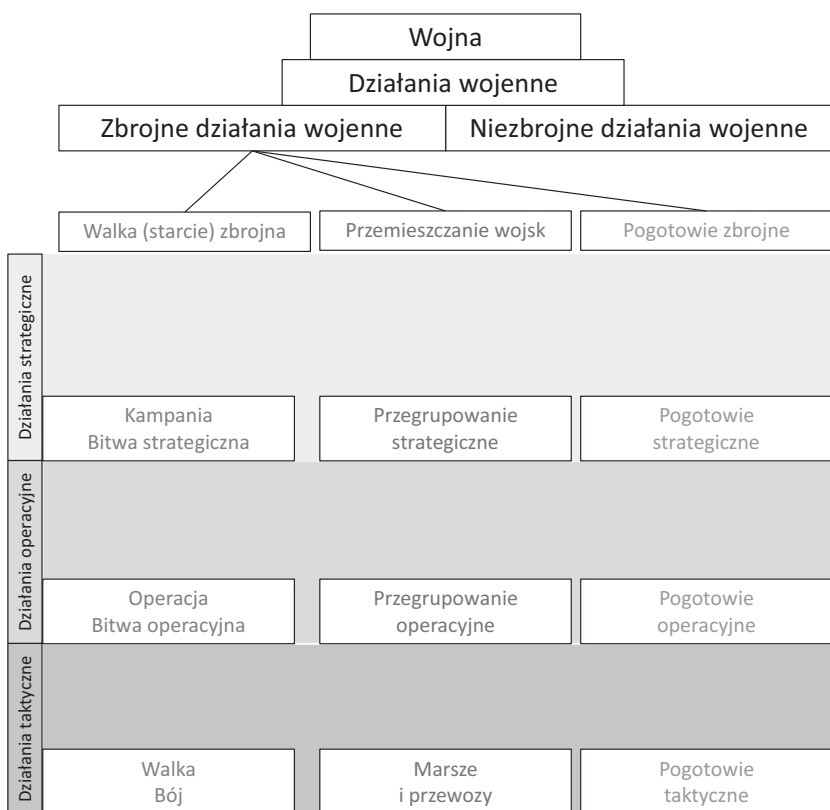 Wojna
Działania wojenne
Zbrojne działania wojenne
Niezbrojne działania wojenne
Walka (starcie) zbrojna
Przemieszczanie wojsk
Pogotowie zbrojne
Działania strategiczne
Kampania
Bitwa strategiczna
Przegrupowanie
strategiczne
Pogotowie
strategiczne
Działania operacyjne
Operacja
Bitwa operacyjna
Przegrupowanie
operacyjne
Pogotowie
operacyjne
Działania taktyczne
Walka
Bój
Marsze
i przewozy
Pogotowie
taktyczne